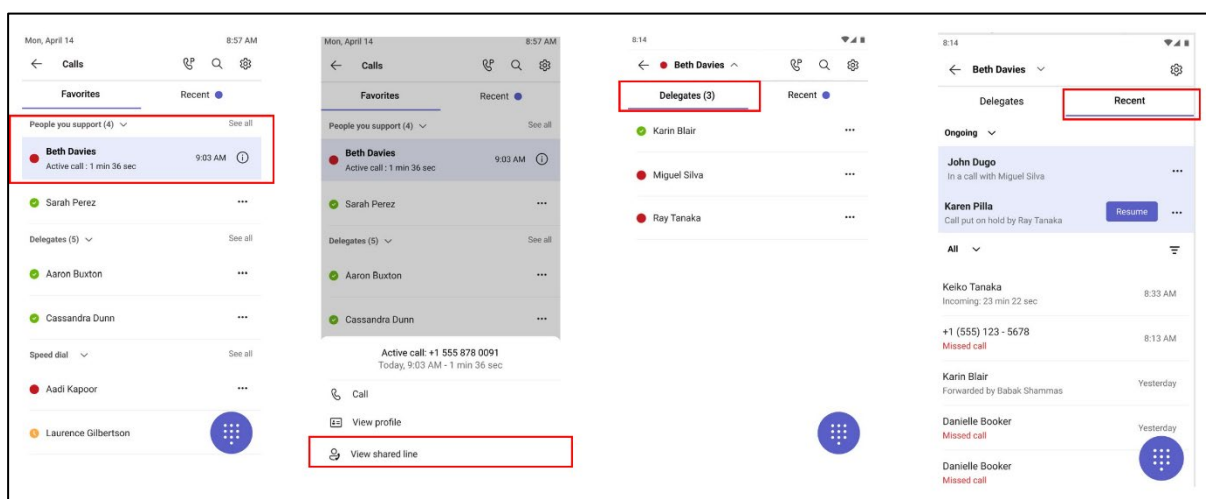 Mon, April 14 8:57 AM
Calls
Favorites Recent
People you support (4) See all
Beth Davies
Active call : 1 min 36 sec
9:03 AM
Sarah Perez
Delegates (5) See all
Aaron Buxton
Cassandra Dunn
Speed dial See all
Aadi Kapoor
Laurence Gilbertson
Mon, April 14 8:57 AM
Calls
Favorites Recent
People you support (4) See all
Beth Davies
Active call : 1 min 36 sec
9:03 AM
Sarah Perez
Delegates (5) See all
Aaron Buxton
Cassandra Dunn
Active call: +1 555 878 0091
Today, 9:03 AM - 1 min 36 sec
Call
View profile
View shared line
8:14
Beth Davies
Delegates (3) Recent
Karin Blair
Miguel Silva
Ray Tanaka
8:14
Beth Davies
Delegates Recent
Ongoing
John Dugo
In a call with Miguel Silva
Karen Pilla
Call put on hold by Ray Tanaka
Resume
All
Keiko Tanaka
Incoming: 23 min 22 sec
8:33 AM
+1 (555) 123 - 5678
Missed call
8:13 AM
Karin Blair
Forwarded by Babak Shammas
Yesterday
Danielle Booker
Missed call
Yesterday
Danielle Booker
Missed call